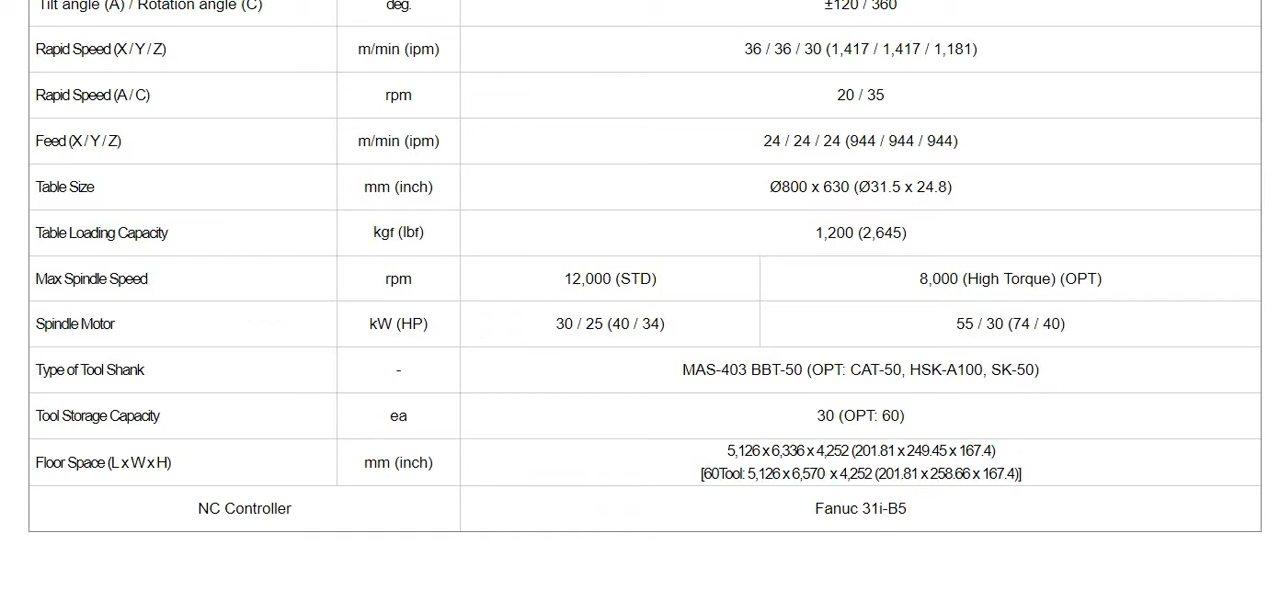 Tilt angle (A) / Rotation angle (C) deg. ±120 / 360
Rapid Speed (X / Y / Z) m/min (ipm) 36 / 36 / 30 (1,417 / 1,417 / 1,181)
Rapid Speed (A / C) rpm 20 / 35
Feed (X / Y / Z) m/min (ipm) 24 / 24 / 24 (944 / 944 / 944)
Table Size mm (inch) Ø800 x 630 (Ø31.5 x 24.8)
Table Loading Capacity kgf (lbf) 1,200 (2,645)
Max Spindle Speed rpm 12,000 (STD) 8,000 (High Torque) (OPT)
Spindle Motor kW (HP) 30 / 25 (40 / 34) 55 / 30 (74 / 40)
Type of Tool Shank - MAS-403 BBT-50 (OPT: CAT-50, HSK-A100, SK-50)
Tool Storage Capacity ea 30 (OPT: 60)
Floor Space (L x W x H) mm (inch) 5,126 x 6,336 x 4,252 (201.81 x 249.45 x 167.4)
[60Tool: 5,126 x 6,570 x 4,252 (201.81 x 258.66 x 167.4)]
NC Controller Fanuc 31i-B5